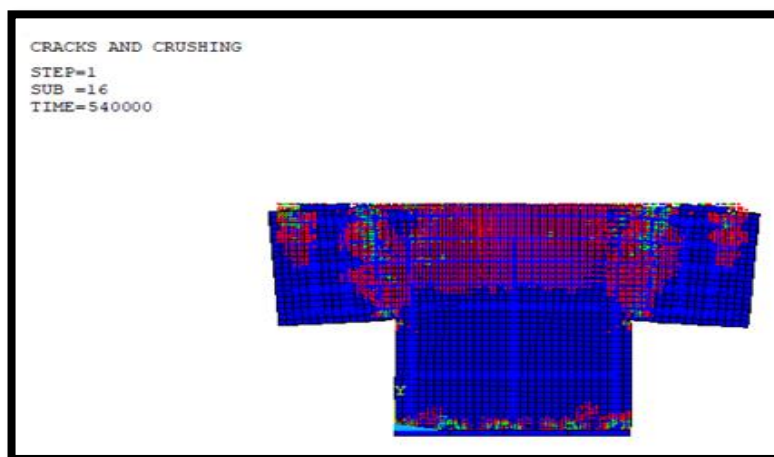 CRACKS AND CRUSHING
STEP=1
SUB =16
TIME=540000
Y